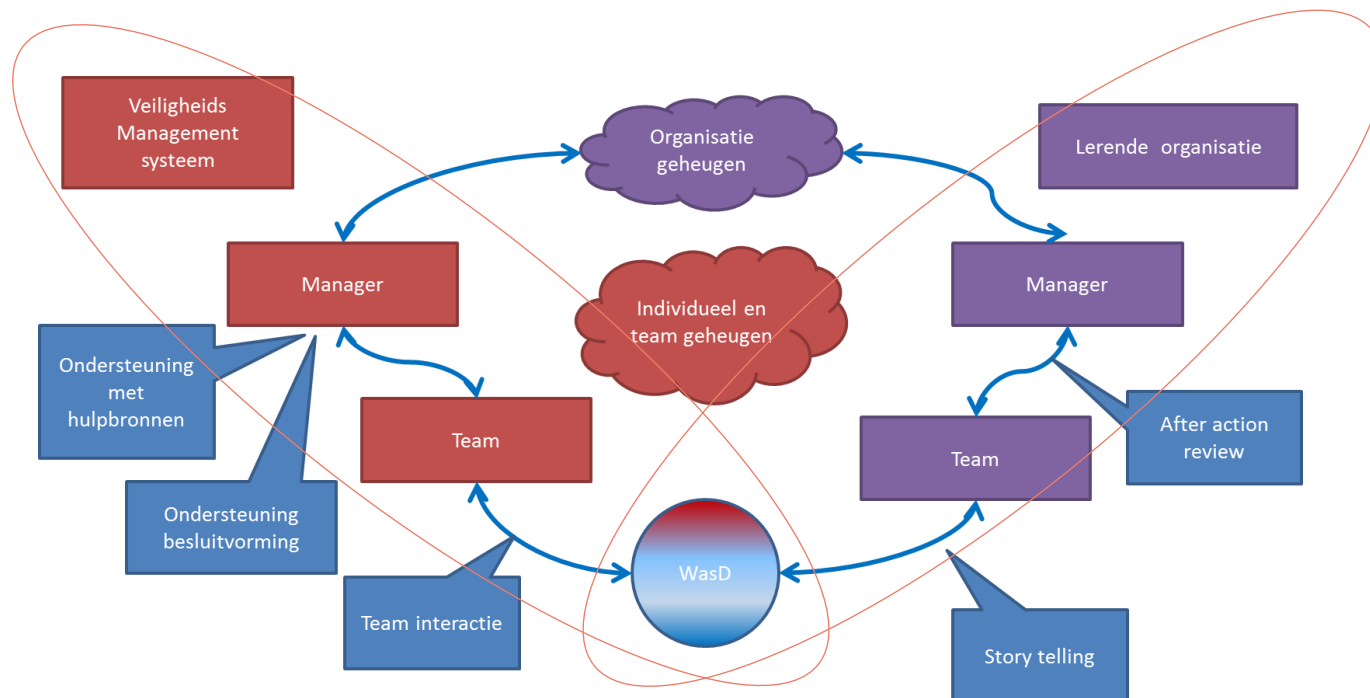 Veiligheids
Management
systeem
Organisatie
geheugen
Lerende organisatie
Manager
Individueel en
team geheugen
Manager
Ondersteuning
met
hulpbronnen
Team
After action
review
Team
Ondersteuning
besluitvorming
WasD
Team interactie
Story telling